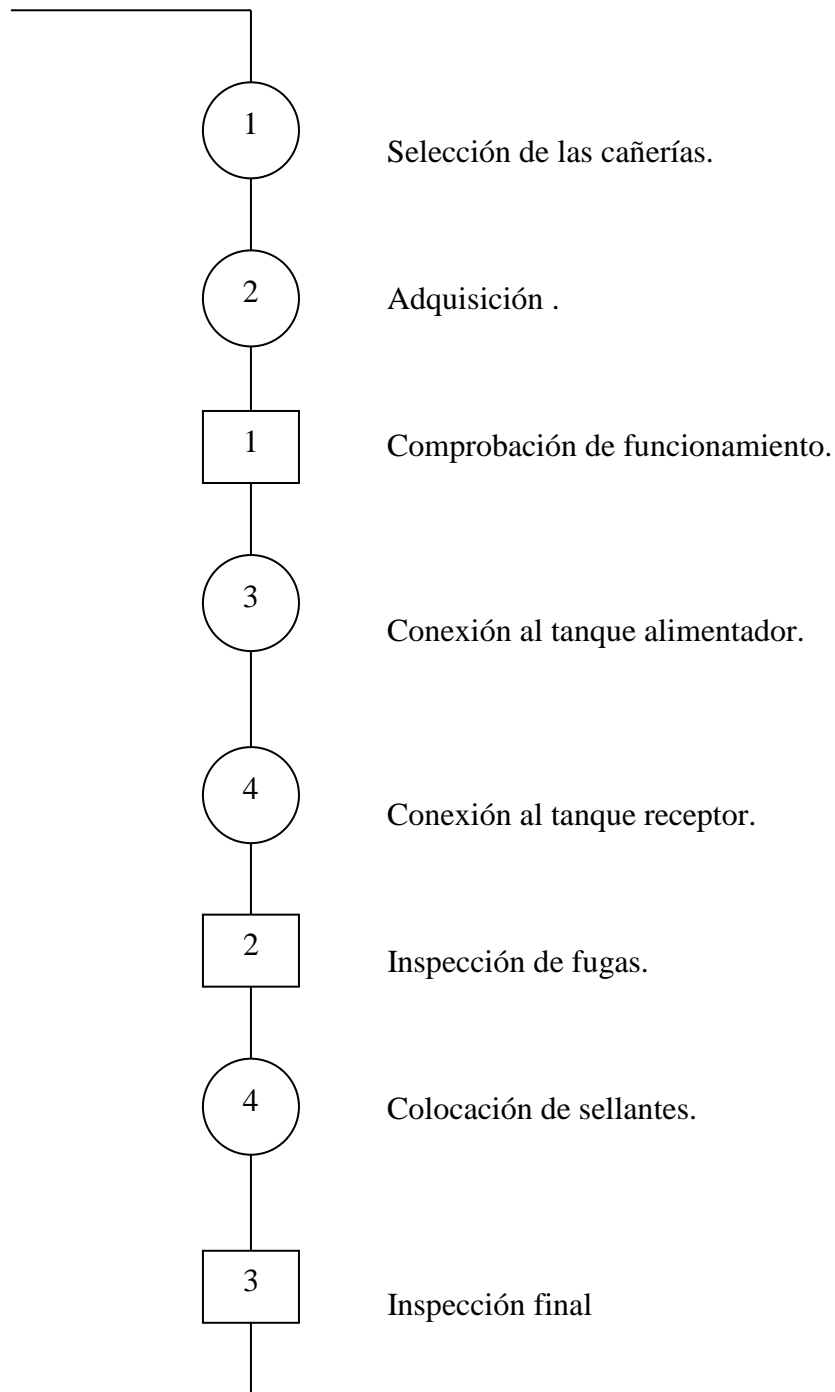 1
Selección de las cañerías.
2
Adquisición .
1
Comprobación de funcionamiento.
3
Conexión al tanque alimentador.
4
Conexión al tanque receptor.
2
Inspección de fugas.
4
Colocación de sellantes.
3
Inspección final